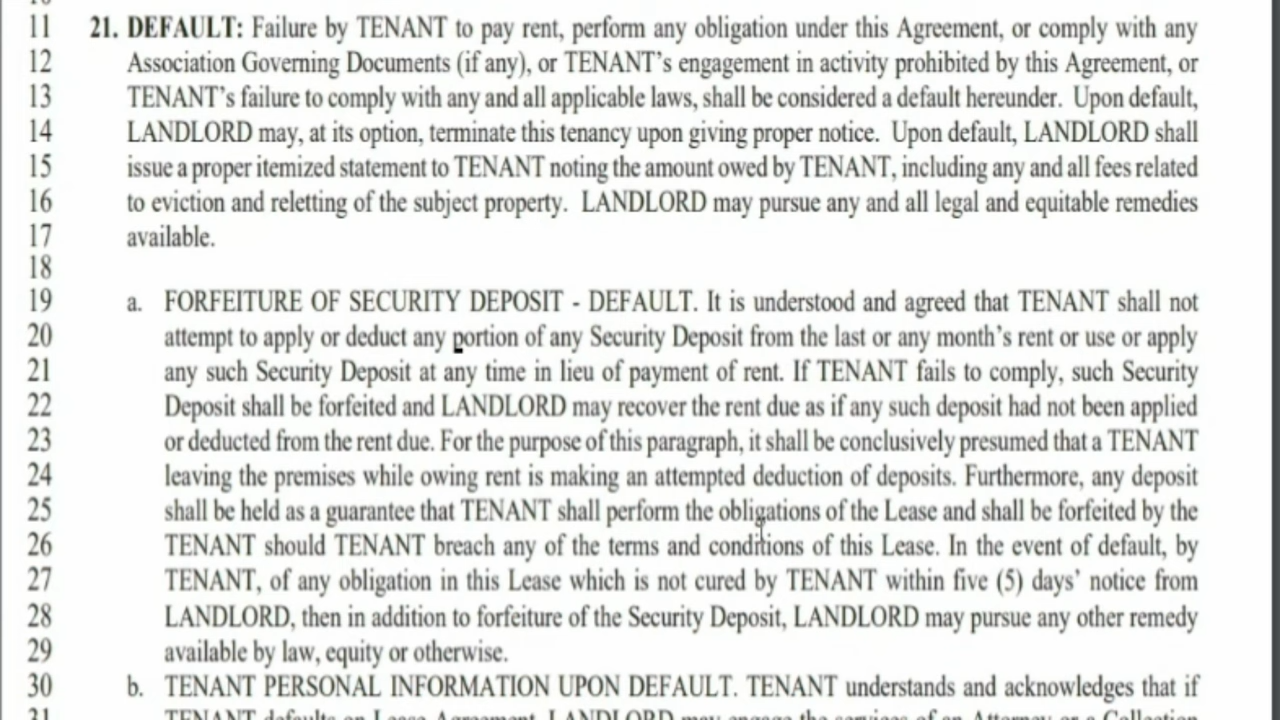 11 21. DEFAULT: Failure by TENANT to pay rent, perform any obligation under this Agreement, or comply with any
12 Association Governing Documents (if any), or TENANT's engagement in activity prohibited by this Agreement, or
13 TENANT's failure to comply with any and all applicable laws, shall be considered a default hereunder. Upon default,
14 LANDLORD may, at its option, terminate this tenancy upon giving proper notice. Upon default, LANDLORD shall
15 issue a proper itemized statement to TENANT noting the amount owed by TENANT, including any and all fees related
16 to eviction and reletting of the subject property. LANDLORD may pursue any and all legal and equitable remedies
17 available.
18
19 a. FORFEITURE OF SECURITY DEPOSIT - DEFAULT. It is understood and agreed that TENANT shall not
20 attempt to apply or deduct any portion of any Security Deposit from the last or any month's rent or use or apply
21 any such Security Deposit at any time in lieu of payment of rent. If TENANT fails to comply, such Security
22 Deposit shall be forfeited and LANDLORD may recover the rent due as if any such deposit had not been applied
23 or deducted from the rent due. For the purpose of this paragraph, it shall be conclusively presumed that a TENANT
24 leaving the premises while owing rent is making an attempted deduction of deposits. Furthermore, any deposit
25 shall be held as a guarantee that TENANT shall perform the obligations of the Lease and shall be forfeited by the
26 TENANT should TENANT breach any of the terms and conditions of this Lease. In the event of default, by
27 TENANT, of any obligation in this Lease which is not cured by TENANT within five (5) days' notice from
28 LANDLORD, then in addition to forfeiture of the Security Deposit, LANDLORD may pursue any other remedy
29 available by law, equity or otherwise.
30 b. TENANT PERSONAL INFORMATION UPON DEFAULT. TENANT understands and acknowledges that if
31 TENANT defaults on Lease Agreement, LANDLORD may engage the services of an Attorney or a Collection